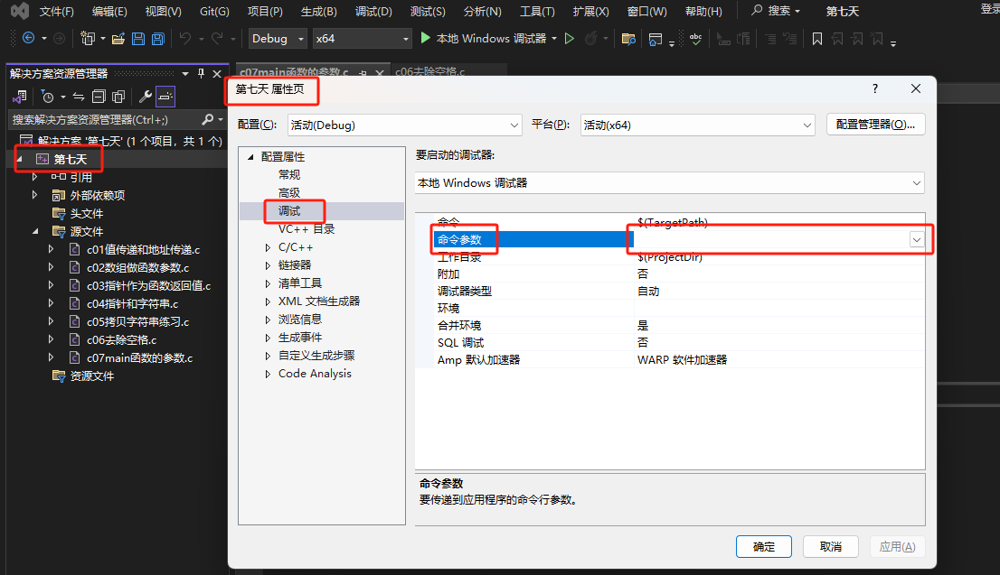 文件(F) 编辑(E) 视图(V) Git(G) 项目(P) 生成(B) 调试(D) 测试(S) 分析(N) 工具(T) 扩展(X) 窗口(W) 帮助(H) 搜索 第七天 登录
Debug x64 本地 Windows 调试器
解决方案资源管理器
c07main函数的参数.c c06去除空格.c
搜索解决方案资源管理器(Ctrl+;)
解决方案 '第七天' (1 个项目，共 1 个)
第七天
引用
外部依赖项
头文件
源文件
c01值传递和地址传递.c
c02数组做函数参数.c
c03指针作为函数返回值.c
c04指针和字符串.c
c05拷贝字符串练习.c
c06去除空格.c
c07main函数的参数.c
资源文件
第七天 属性页 ?
配置(C): 活动(Debug) 平台(P): 活动(x64) 配置管理器(O)...
配置属性
常规
高级
调试
VC++ 目录
C/C++
链接器
清单工具
XML 文档生成器
浏览信息
生成事件
自定义生成步骤
Code Analysis
要启动的调试器:
本地 Windows 调试器
命令 $(TargetPath)
命令参数
工作目录 $(ProjectDir)
附加 否
调试器类型 自动
环境
合并环境 是
SQL 调试 否
Amp 默认加速器 WARP 软件加速器
命令参数
要传递到应用程序的命令行参数。
确定 取消 应用(A)